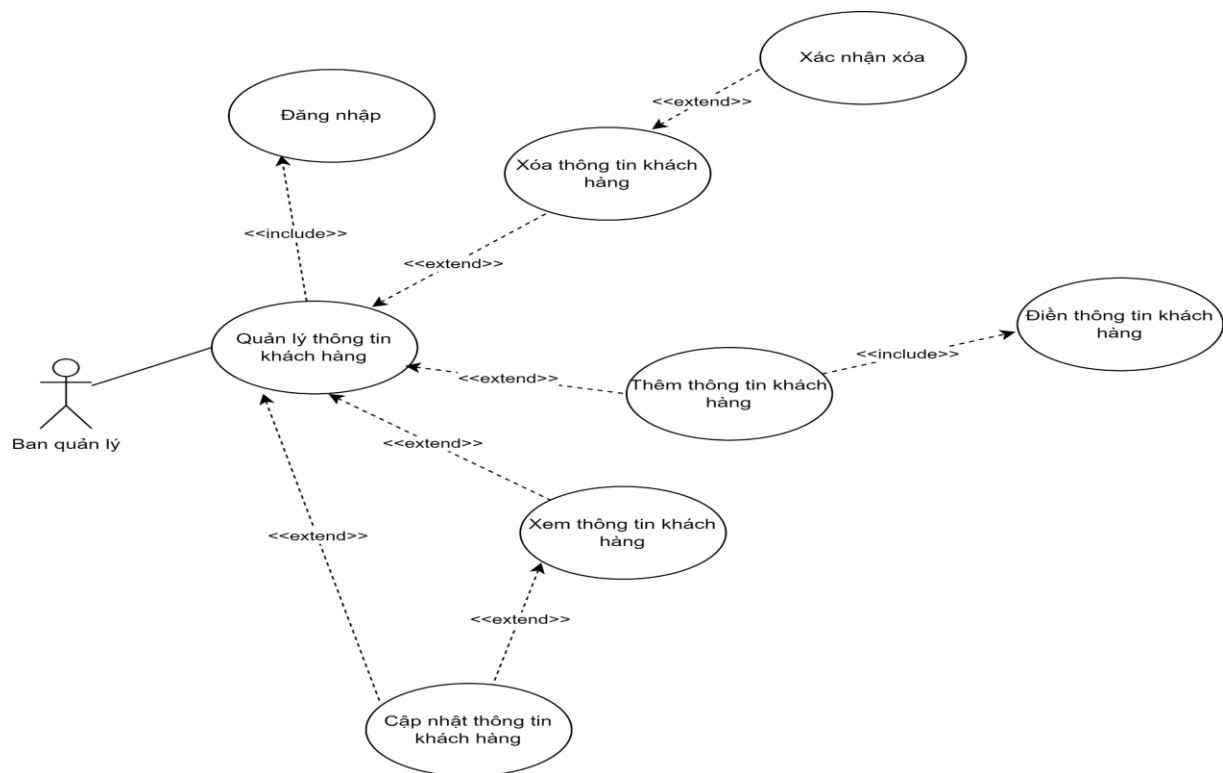 Xác nhận xóa
<<extend>>
Đăng nhập
Xóa thông tin khách
hàng
<<include>>
<<extend>>
Quản lý thông tin
khách hàng
Điền thông tin khách
hàng
<<include>>
<<extend>>
Thêm thông tin khách
hàng
Ban quản lý
<<extend>>
Xem thông tin khách
hàng
<<extend>>
<<extend>>
Cập nhật thông tin
khách hàng